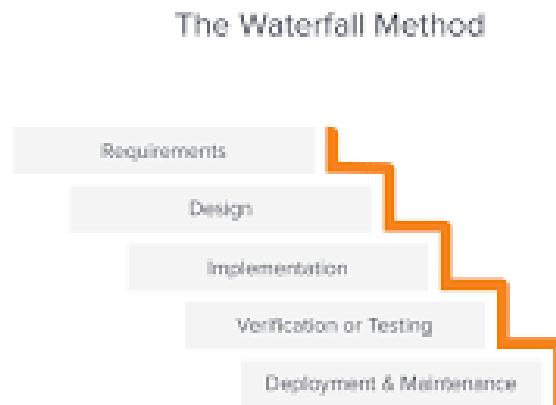 The Waterfall Method
Requirements
Design
Implementation
Verification or Testing
Deployment & Maintenance